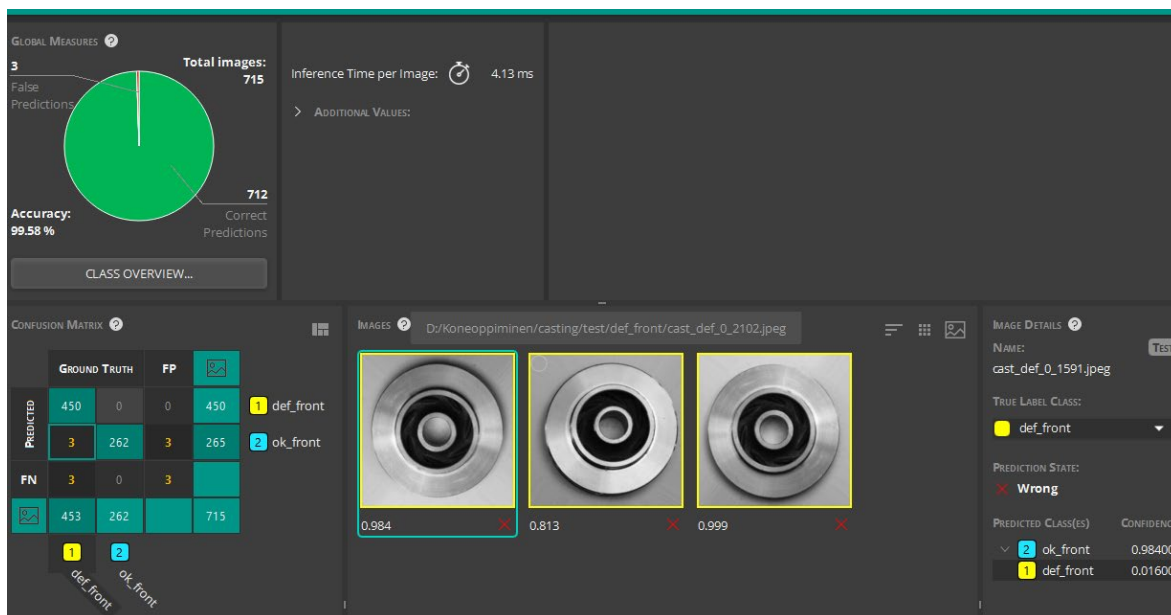 GLOBAL MEASURES ?
3
False
Predictions
Total images:
715
712
Correct
Predictions
Accuracy:
99.58 %
CLASS OVERVIEW...
Inference Time per Image: 4.13 ms
> ADDITIONAL VALUES:
CONFUSION MATRIX ?
GROUND TRUTH FP
PREDICTED
450 0 0 450 1 def_front
3 262 3 265 2 ok_front
FN 3 0 3
453 262 715
1 2
def_front ok_front
IMAGES ? D:/Koneoppiminen/casting/test/def_front/cast_def_0_2102.jpeg
0.984 0.813 0.999
IMAGE DETAILS ?
NAME: TEST
cast_def_0_1591.jpeg
TRUE LABEL CLASS:
def_front
PREDICTION STATE:
Wrong
PREDICTED CLASS(ES) CONFIDENC
2 ok_front 0.98400
1 def_front 0.01600